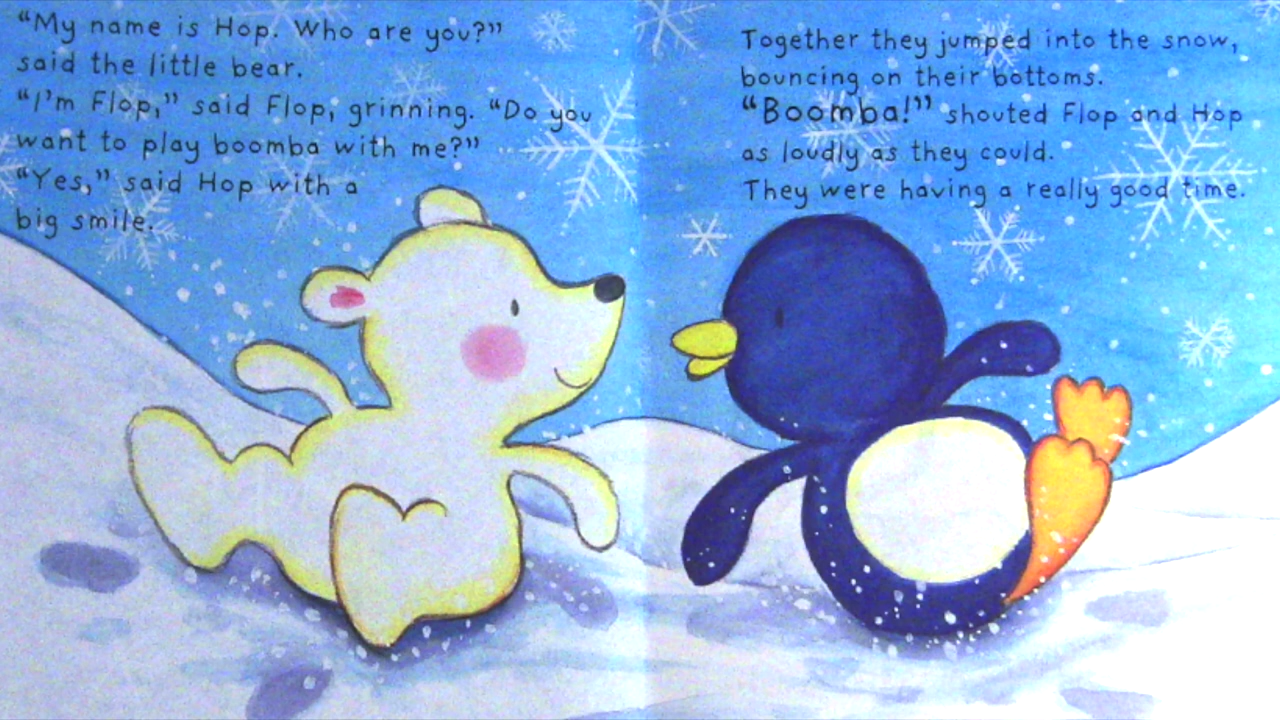 “My name is Hop. Who are you?”
said the little bear.
“I’m Flop,” said Flop, grinning. “Do you
want to play boomba with me?”
“Yes,” said Hop with a
big smile.
Together they jumped into the snow,
bouncing on their bottoms.
“Boomba!” shouted Flop and Hop
as loudly as they could.
They were having a really good time.